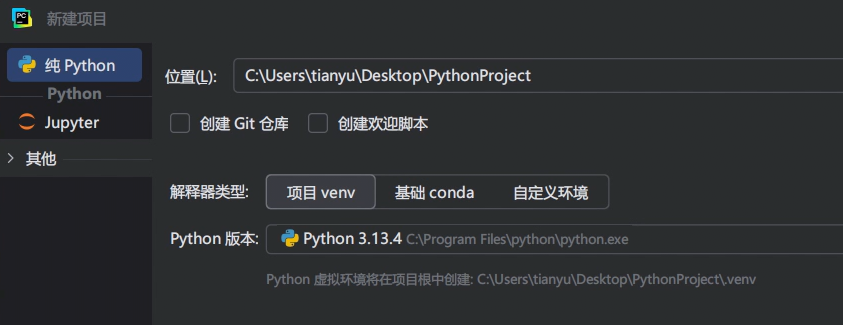 PC
新建项目
纯 Python
Python
Jupyter
其他
位置(L): C:\Users\tianyu\Desktop\PythonProject
创建 Git 仓库 创建欢迎脚本
解释器类型: 项目 venv 基础 conda 自定义环境
Python 版本: Python 3.13.4 C:\Program Files\python\python.exe
Python 虚拟环境将在项目根中创建: C:\Users\tianyu\Desktop\PythonProject\.venv